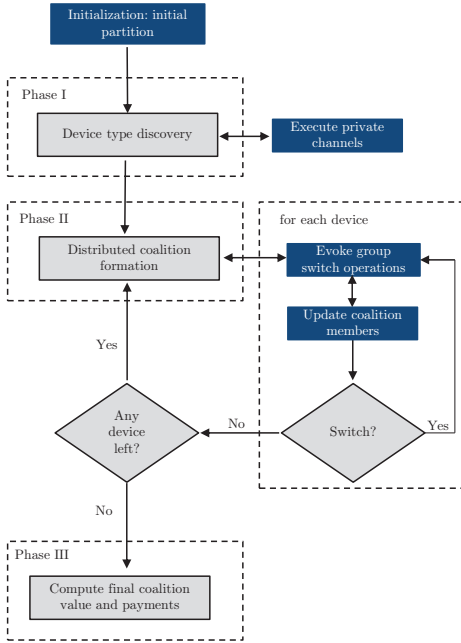 Initialization: initial
partition
Phase I
Device type discovery
Execute private
channels
Phase II
Distributed coalition
formation
for each device
Evoke group
switch operations
Update coalition
members
Yes
Any
device
left?
No
Switch?
Yes
No
Phase III
Compute final coalition
value and payments